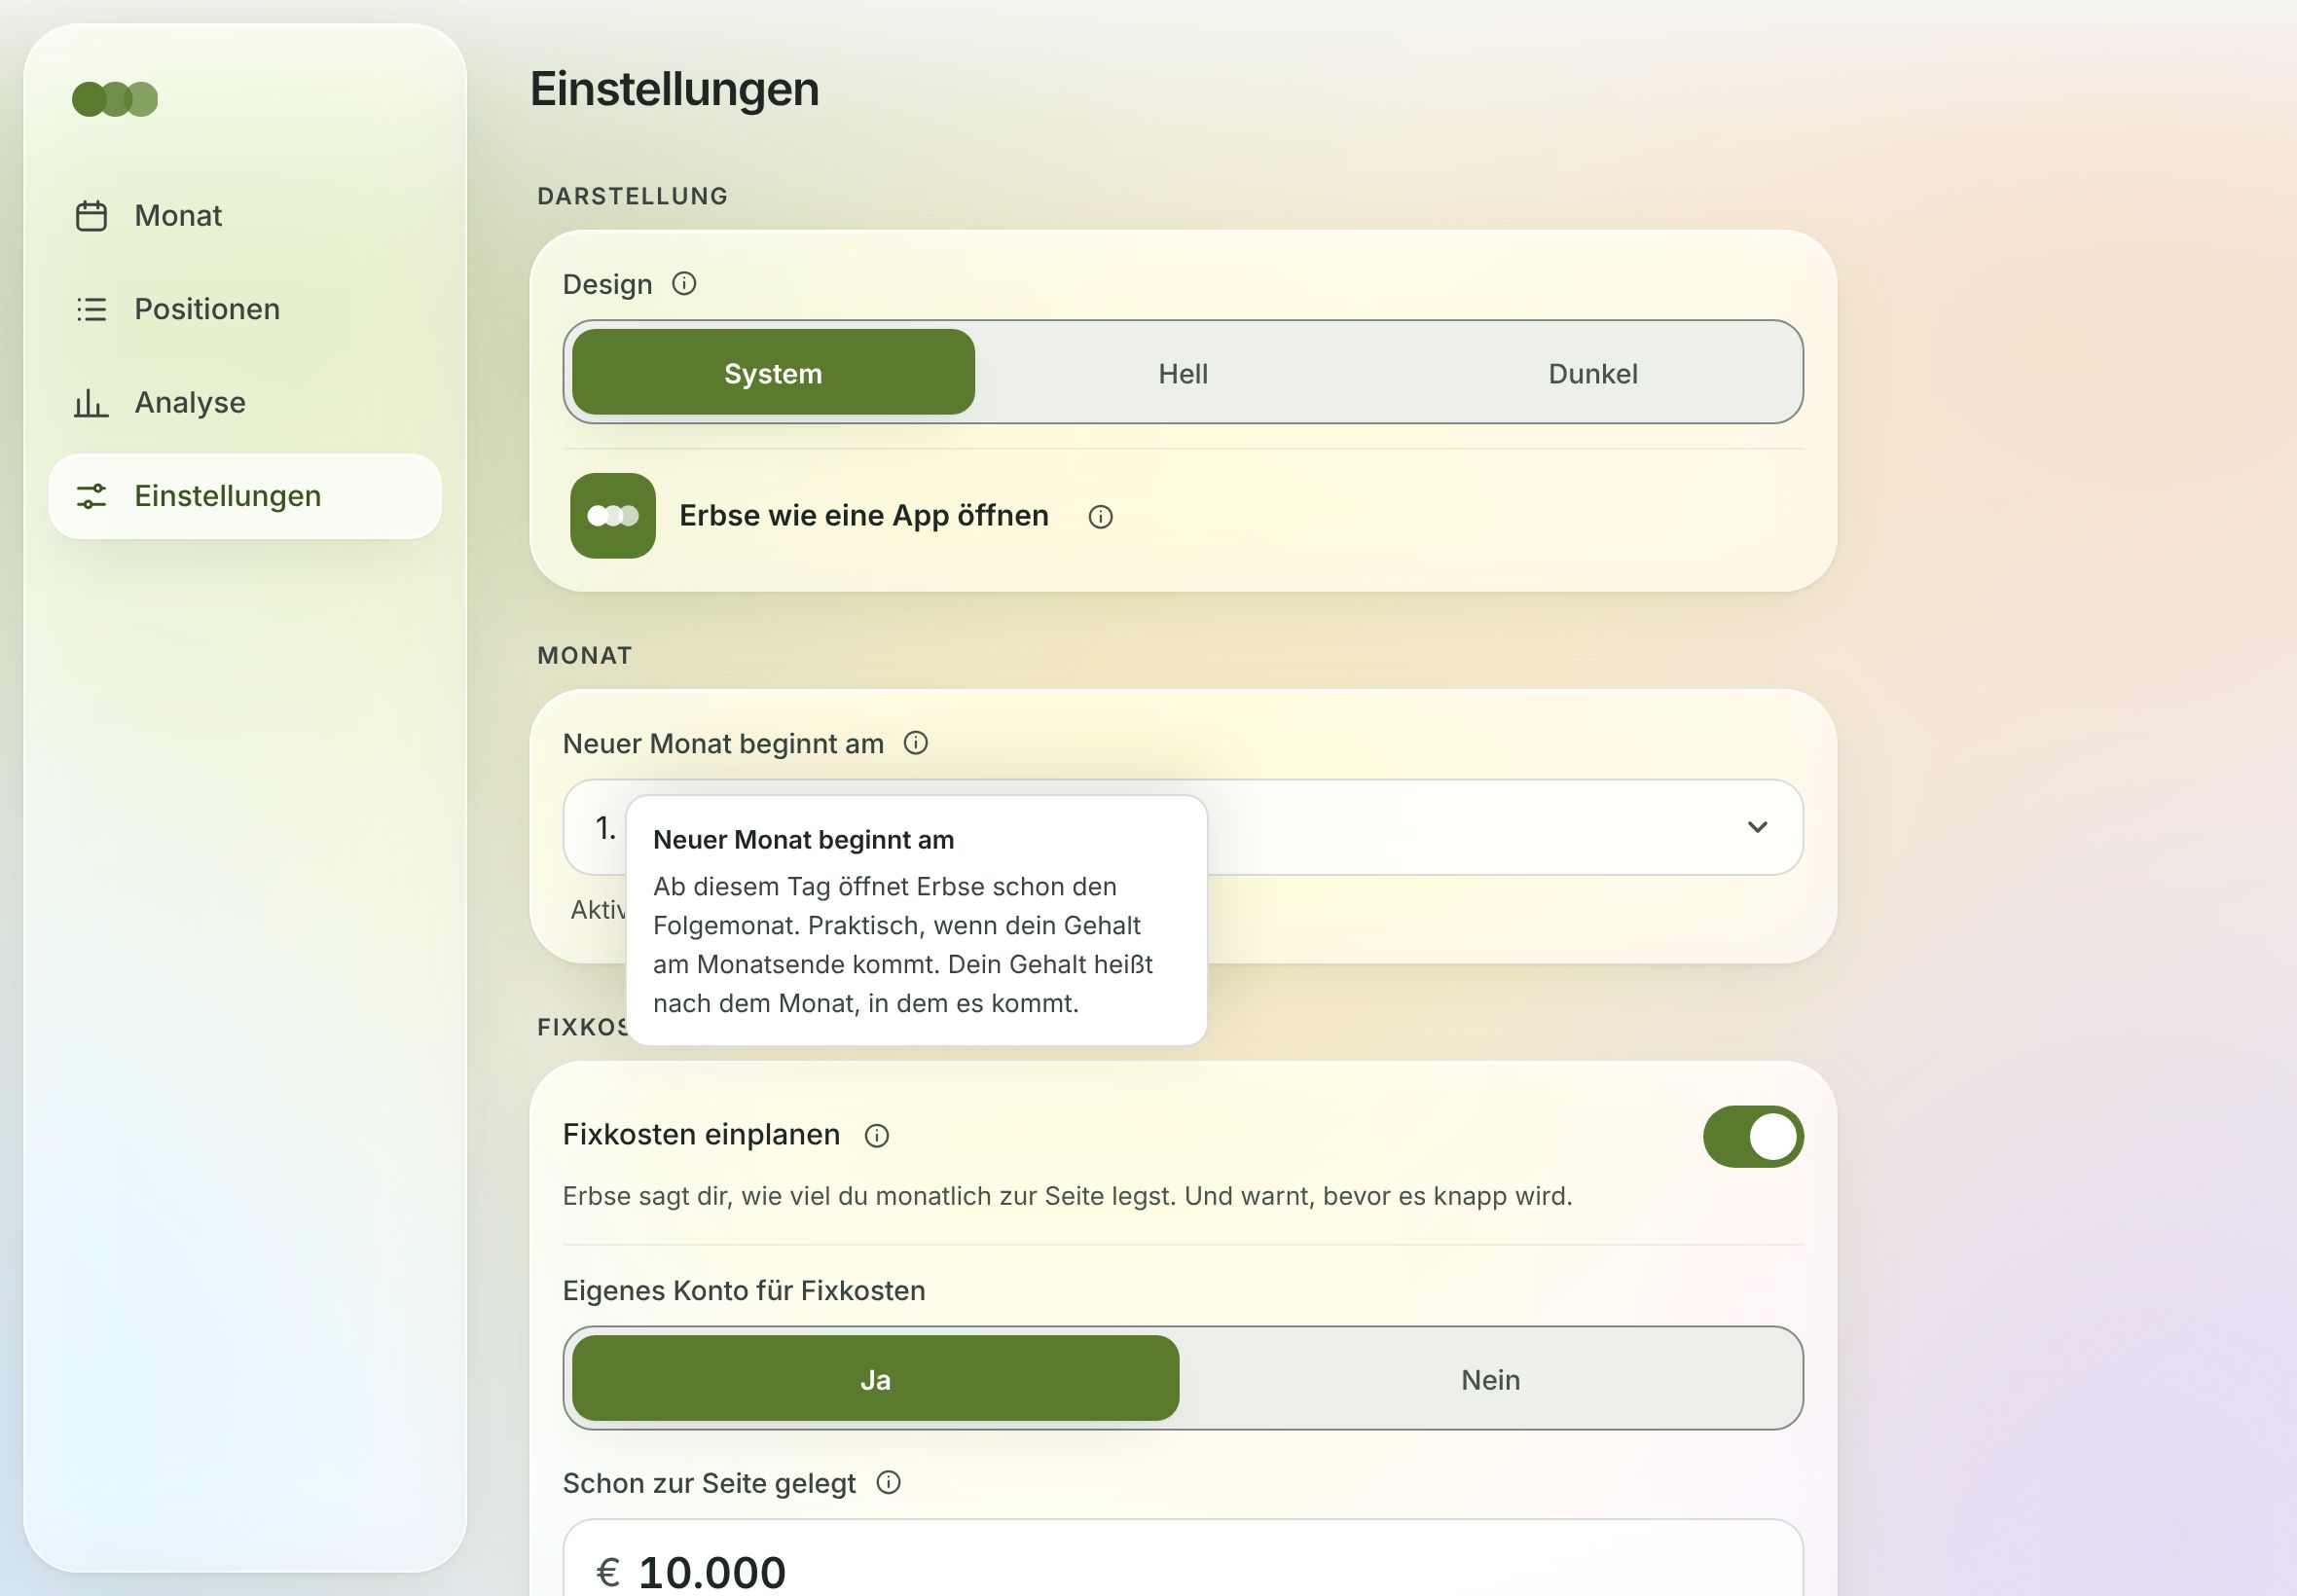 Einstellungen
DARSTELLUNG
Monat
Positionen
Analyse
Einstellungen
Design
System Hell Dunkel
Erbse wie eine App öffnen
MONAT
Neuer Monat beginnt am
1.
Neuer Monat beginnt am
Ab diesem Tag öffnet Erbse schon den
Folgemonat. Praktisch, wenn dein Gehalt
am Monatsende kommt. Dein Gehalt heißt
nach dem Monat, in dem es kommt.
Fixkosten einplanen
Erbse sagt dir, wie viel du monatlich zur Seite legst. Und warnt, bevor es knapp wird.
Eigenes Konto für Fixkosten
Ja Nein
Schon zur Seite gelegt
€ 10.000